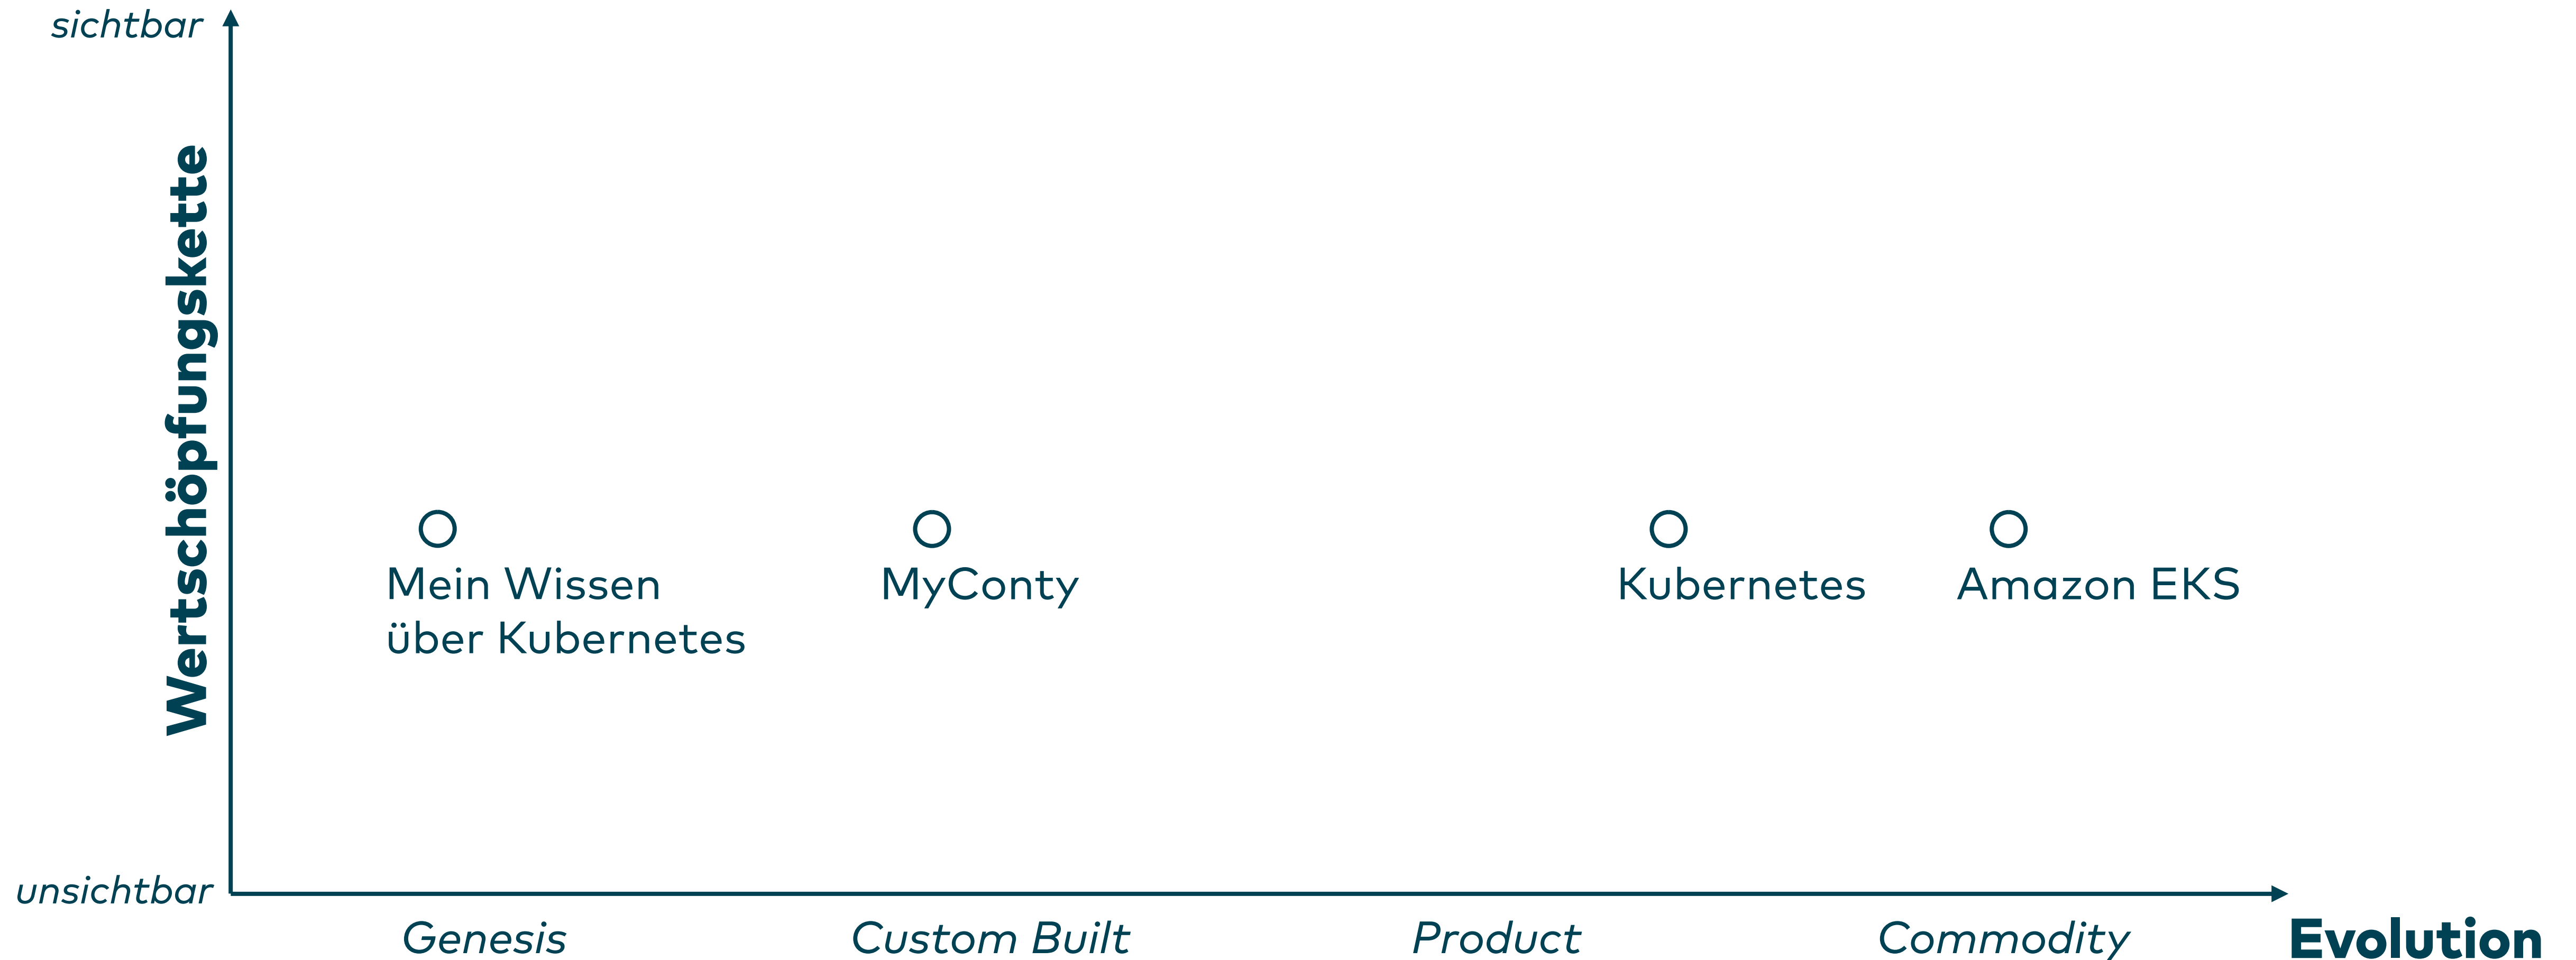 sichtbar
Wertschöpfungskette
Mein Wissen
über Kubernetes
MyConty
Kubernetes
Amazon EKS
unsichtbar
Genesis
Custom Built
Product
Commodity
Evolution